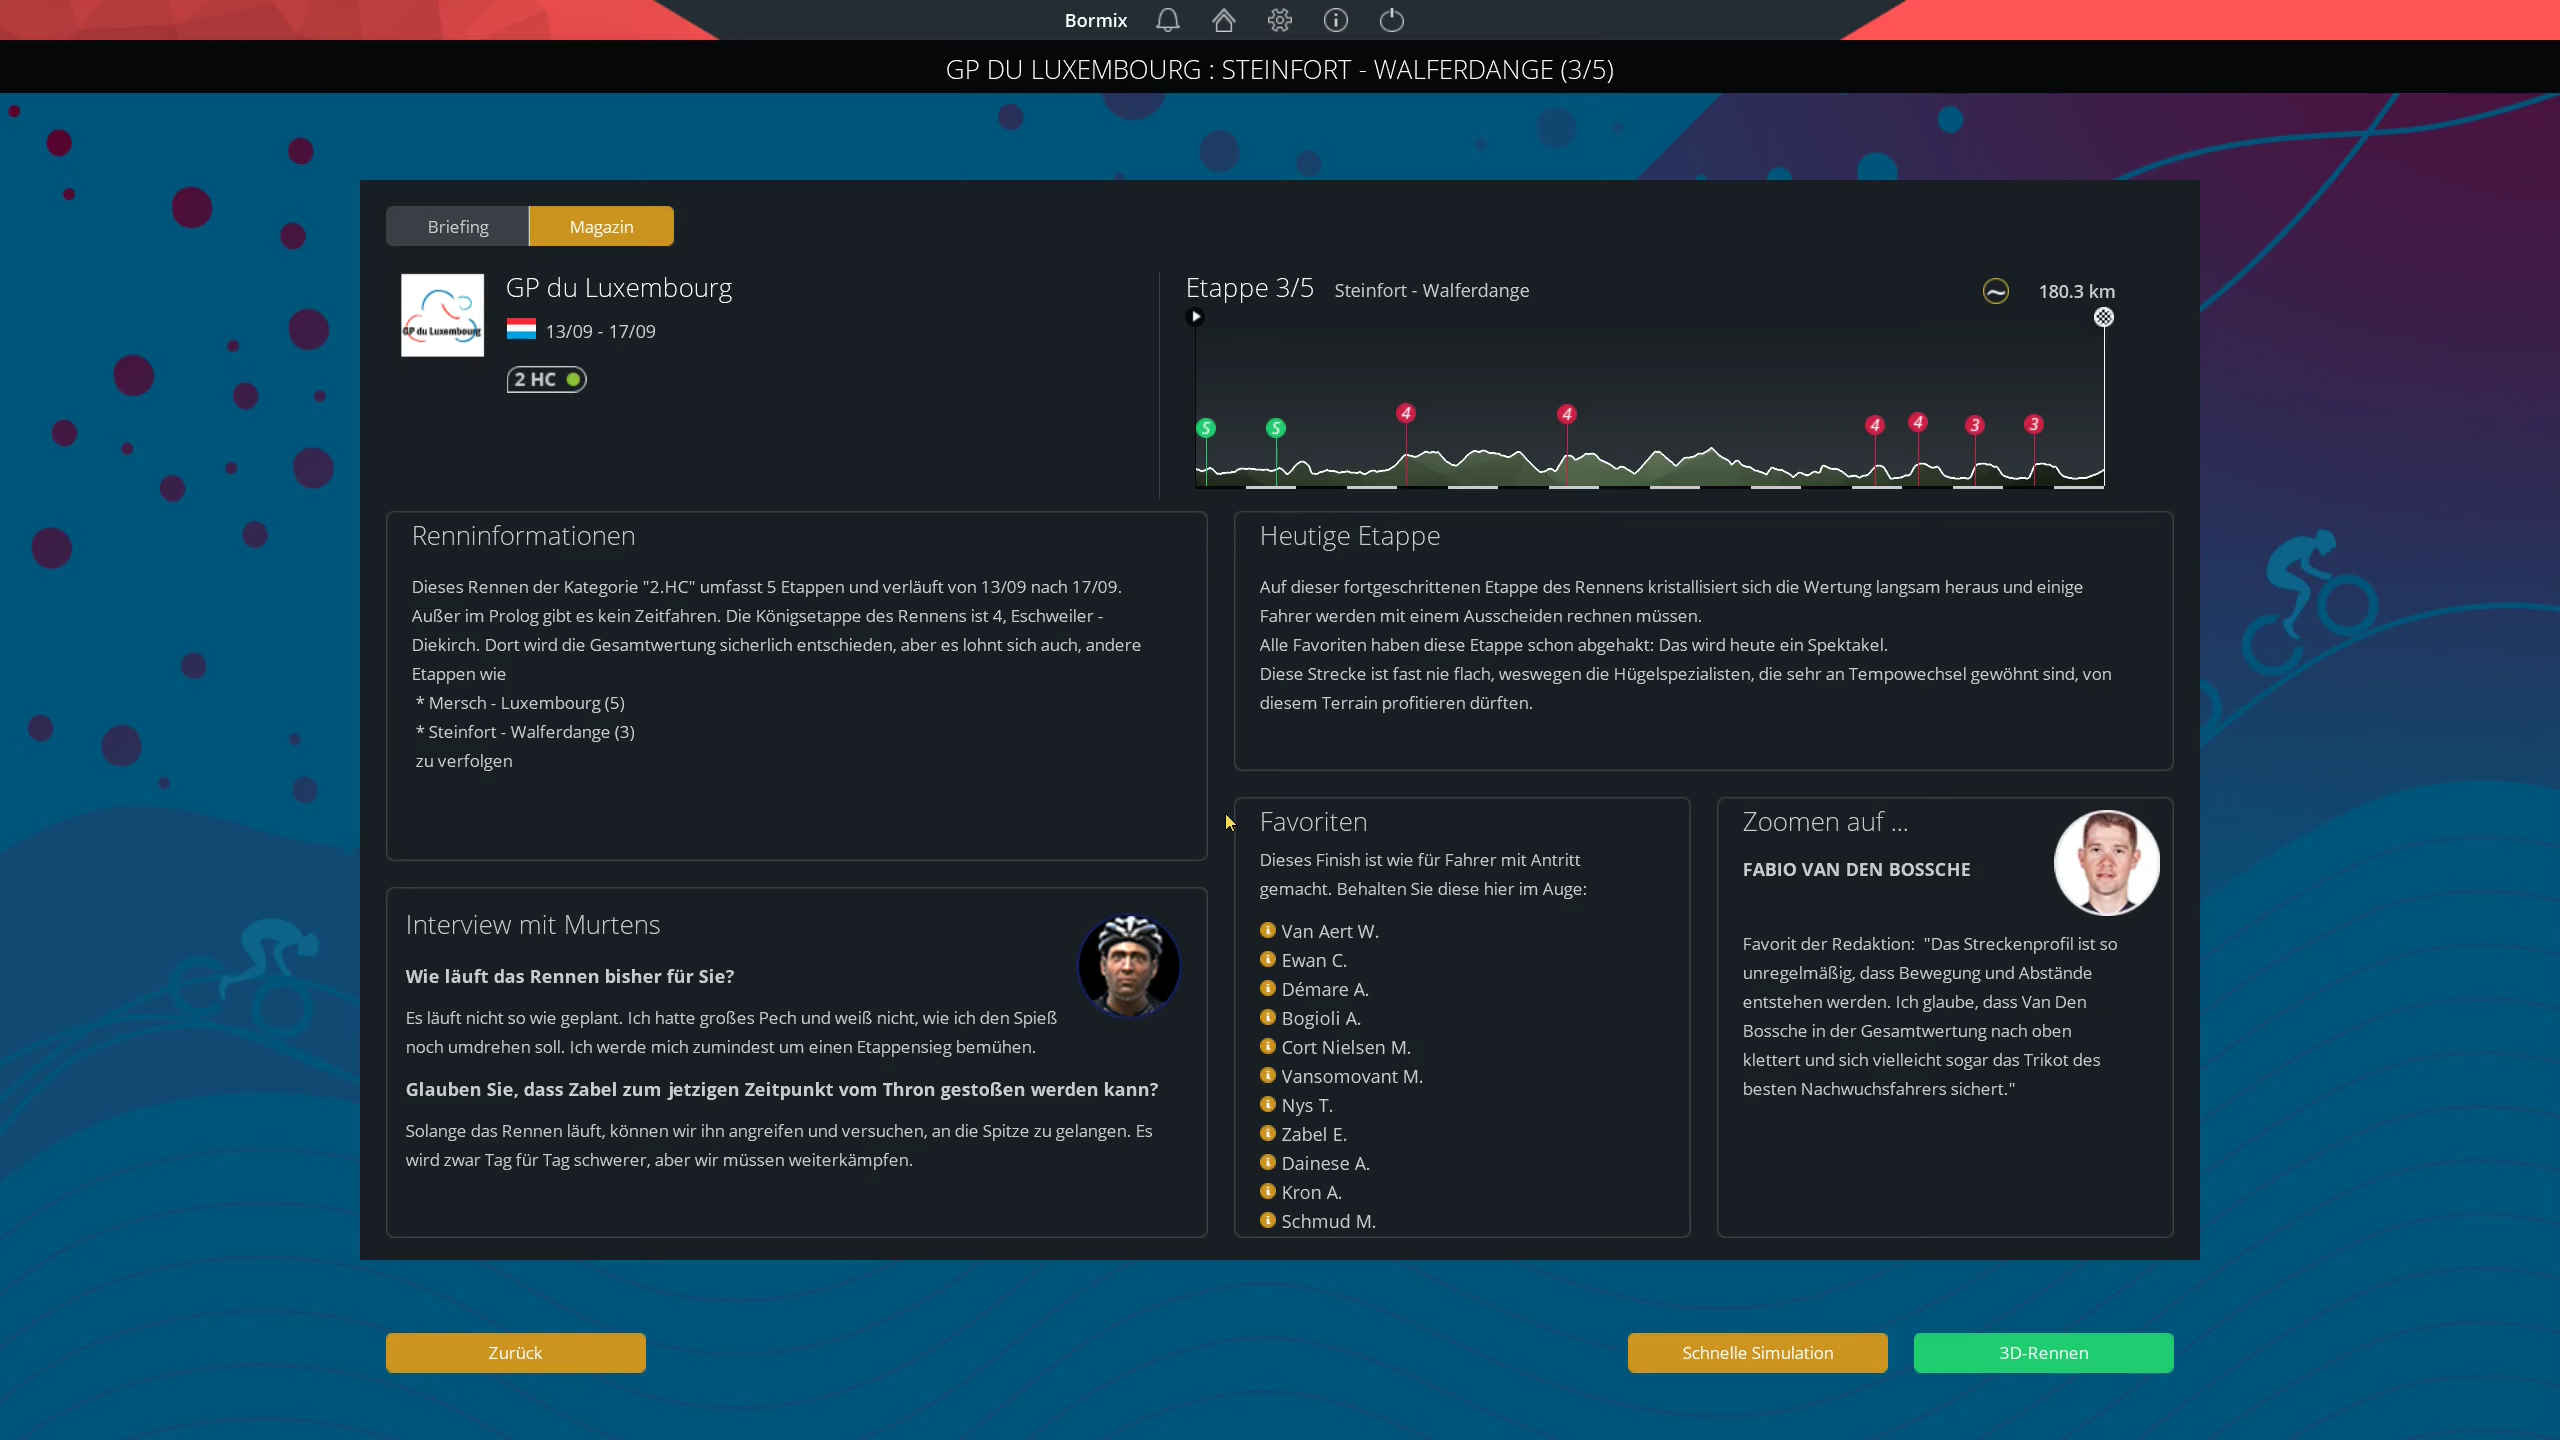 Bormix
GP DU LUXEMBOURG : STEINFORT - WALFERDANGE (3/5)
Briefing
Magazin
GP du Luxembourg
GP du Luxembourg
13/09 - 17/09
2 HC
Etappe 3/5
Steinfort - Walferdange
180.3 km
S
S
4
4
4
4
3
3
Renninformationen
Dieses Rennen der Kategorie "2.HC" umfasst 5 Etappen und verläuft von 13/09 nach 17/09.
Außer im Prolog gibt es kein Zeitfahren. Die Königsetappe des Rennens ist 4, Eschweiler -
Diekirch. Dort wird die Gesamtwertung sicherlich entschieden, aber es lohnt sich auch, andere
Etappen wie
* Mersch - Luxembourg (5)
* Steinfort - Walferdange (3)
zu verfolgen
Heutige Etappe
Auf dieser fortgeschrittenen Etappe des Rennens kristallisiert sich die Wertung langsam heraus und einige
Fahrer werden mit einem Ausscheiden rechnen müssen.
Alle Favoriten haben diese Etappe schon abgehakt: Das wird heute ein Spektakel.
Diese Strecke ist fast nie flach, weswegen die Hügelspezialisten, die sehr an Tempowechsel gewöhnt sind, von
diesem Terrain profitieren dürften.
Interview mit Murtens
Wie läuft das Rennen bisher für Sie?
Es läuft nicht so wie geplant. Ich hatte großes Pech und weiß nicht, wie ich den Spieß
noch umdrehen soll. Ich werde mich zumindest um einen Etappensieg bemühen.
Glauben Sie, dass Zabel zum jetzigen Zeitpunkt vom Thron gestoßen werden kann?
Solange das Rennen läuft, können wir ihn angreifen und versuchen, an die Spitze zu gelangen. Es
wird zwar Tag für Tag schwerer, aber wir müssen weiterkämpfen.
Favoriten
Dieses Finish ist wie für Fahrer mit Antritt
gemacht. Behalten Sie diese hier im Auge:
Van Aert W.
Ewan C.
Démare A.
Bogioli A.
Cort Nielsen M.
Vansomovant M.
Nys T.
Zabel E.
Dainese A.
Kron A.
Schmud M.
Zoomen auf ...
FABIO VAN DEN BOSSCHE
Favorit der Redaktion: "Das Streckenprofil ist so
unregelmäßig, dass Bewegung und Abstände
entstehen werden. Ich glaube, dass Van Den
Bossche in der Gesamtwertung nach oben
klettert und sich vielleicht sogar das Trikot des
besten Nachwuchsfahrers sichert."
Zurück
Schnelle Simulation
3D-Rennen